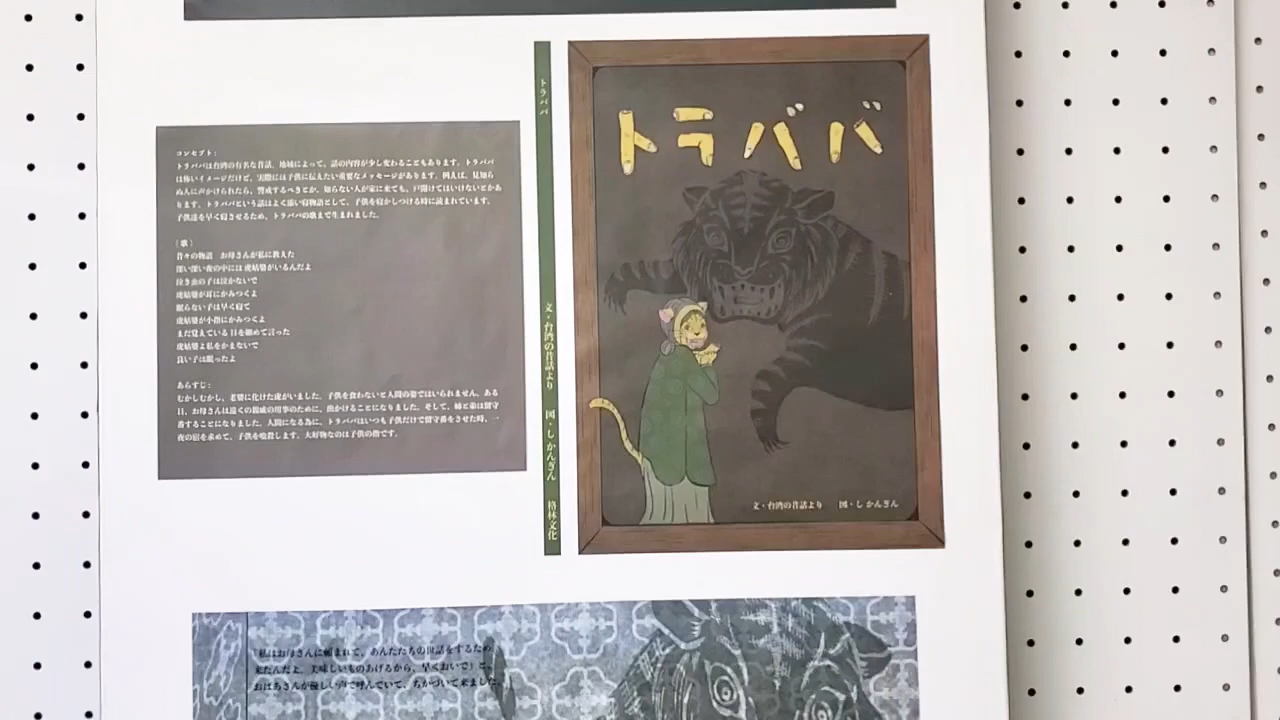 コンセプト：
トラババは台湾の有名な昔話、地域によって、話の内容が少し変わることもあります。トラババ
は怖いイメージだけど、実際には子供に伝えたい重要なメッセージがあります。例えば、見知ら
ぬ人に声かけられたら、警戒するべきとか、知らない人が家に来ても、戸開けてはいけないとかあ
ります。トラババという話はよく添い寝物語として、子供を寝かしつける時に読まれています。
子供達を早く寝させるため、トラババの歌まで生まれました。
（歌）
昔々の物語　お母さんが私に教えた
深い深い夜の中には 虎姑婆がいるんだよ
泣き虫の子は泣かないで
虎姑婆が耳にかみつくよ
眠らない子は早く寝て
虎姑婆が小指にかみつくよ
まだ覚えている 目を細めて言った
虎姑婆よ私をかまないで
良い子は眠ったよ
あらすじ：
むかしむかし、老婆に化けた虎がいました。子供を食わないと人間の姿ではいられません。ある
日、お母さんは遠くの親戚の用事のために、出かけることになりました。そして、姉と弟は留守
番することになりました。人間になる為に、トラババはいつも子供だけで留守番をさせた時、一
夜の宿を求めて、子供を喰殺します。大好物なのは子供の指です。
トラババ
文・台湾の昔話より
図・し かんぎん
格林文化
トラババ
文・台湾の昔話より　図・し かんぎん
「私はお母さんに頼まれて、あんたたちの世話をするため
来たんだよ。美味しいものあげるから、早くおいで」と、
おばあさんが優しい声で呼んでいて、ちかづいて来ました。